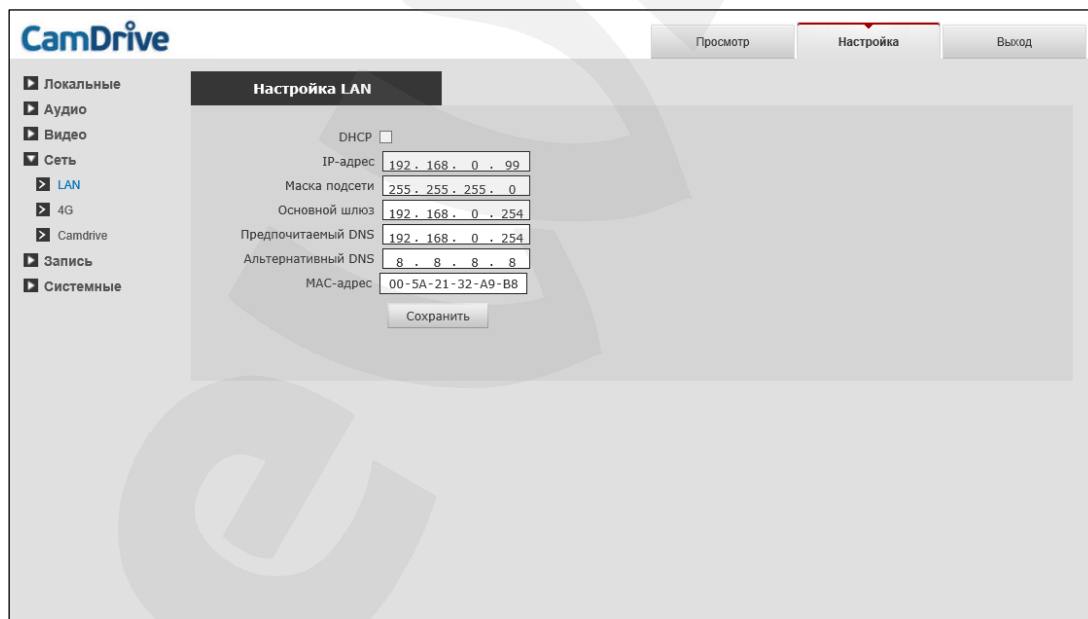 CamDrive
Просмотр
Настройка
Выход
Локальные
Аудио
Видео
Сеть
LAN
4G
Camdrive
Запись
Системные
Настройка LAN
DHCP
IP-адрес 192. 168. 0 . 99
Маска подсети 255. 255. 255. 0
Основной шлюз 192. 168. 0 . 254
Предпочитаемый DNS 192. 168. 0 . 254
Альтернативный DNS 8 . 8 . 8 . 8
MAC-адрес 00-5A-21-32-A9-B8
Сохранить